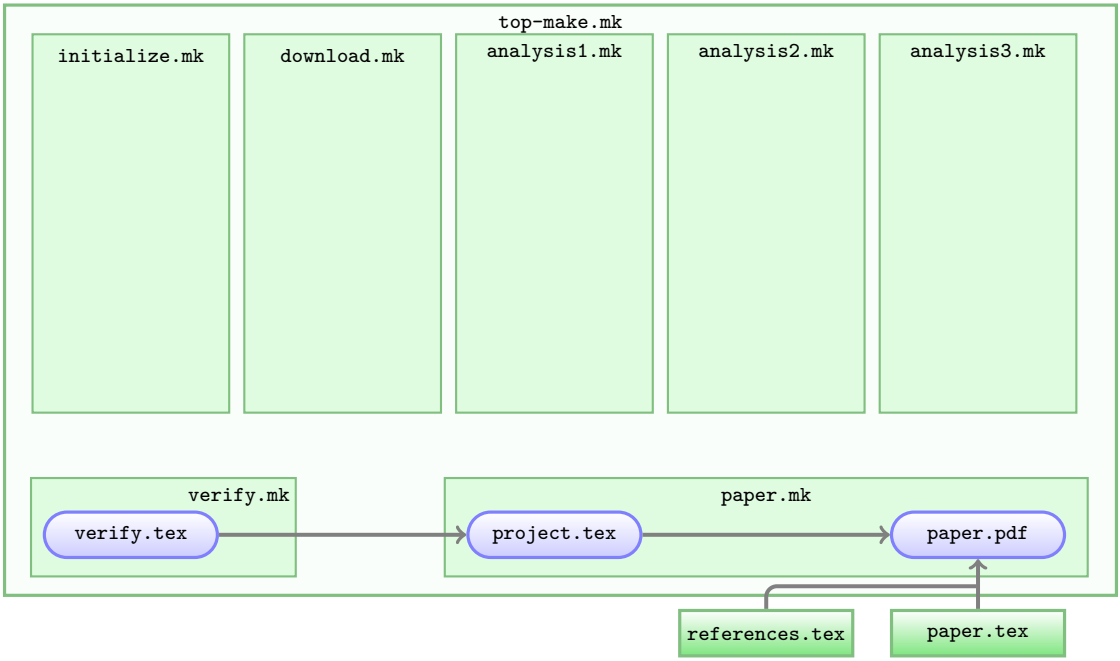 top-make.mk
initialize.mk
download.mk
analysis1.mk
analysis2.mk
analysis3.mk
verify.mk
paper.mk
verify.tex
project.tex
paper.pdf
references.tex
paper.tex